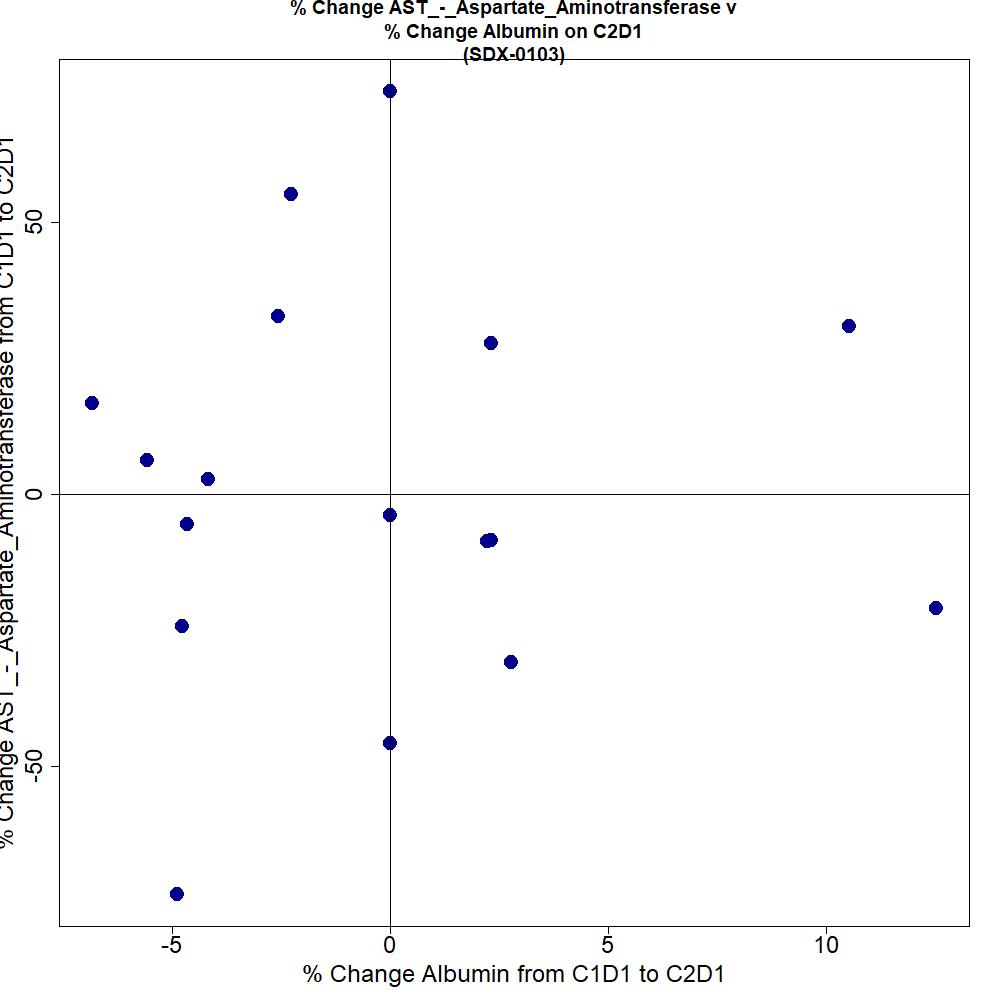 % Change AST_-_Aspartate_Aminotransferase v
% Change Albumin on C2D1
(SDX-0103)
% Change AST_-_Aspartate_Aminotransferase from C1D1 to C2D1
50
0
-50
-5
0
5
10
% Change Albumin from C1D1 to C2D1